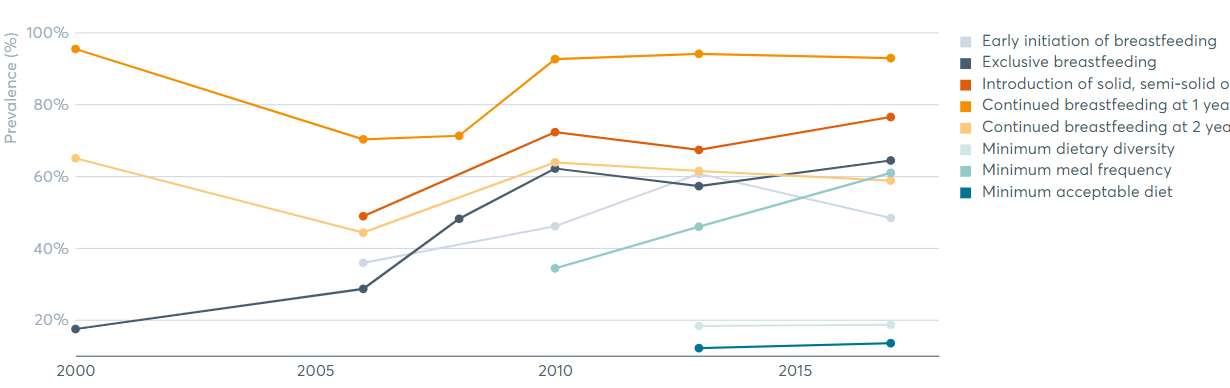 Prevalence (%)
100%
80%
60%
40%
20%
2000
2005
2010
2015
Early initiation of breastfeeding
Exclusive breastfeeding
Introduction of solid, semi-solid o
Continued breastfeeding at 1 yea
Continued breastfeeding at 2 yea
Minimum dietary diversity
Minimum meal frequency
Minimum acceptable diet